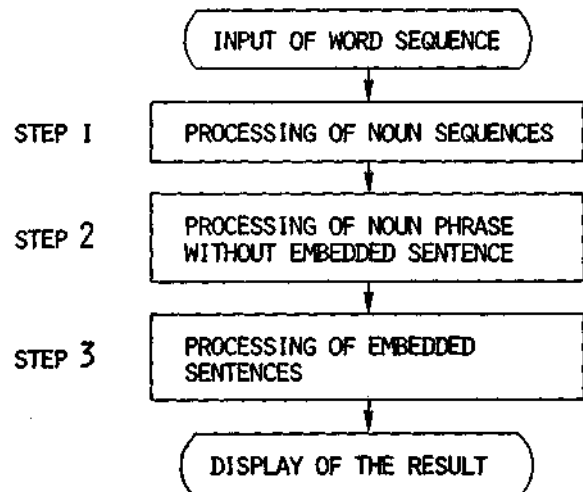 INPUT OF WORD SEQUENCE
STEP 1 PROCESSING OF NOUN SEQUENCES
PROCESSING OF NOUN PHRASE
STEP 2 WITHOUT EMBEDDED SENTENCE
PROCESSING OF EMBEDDED
STEP 3 SENTENCES
DISPLAY OF THE RESULT